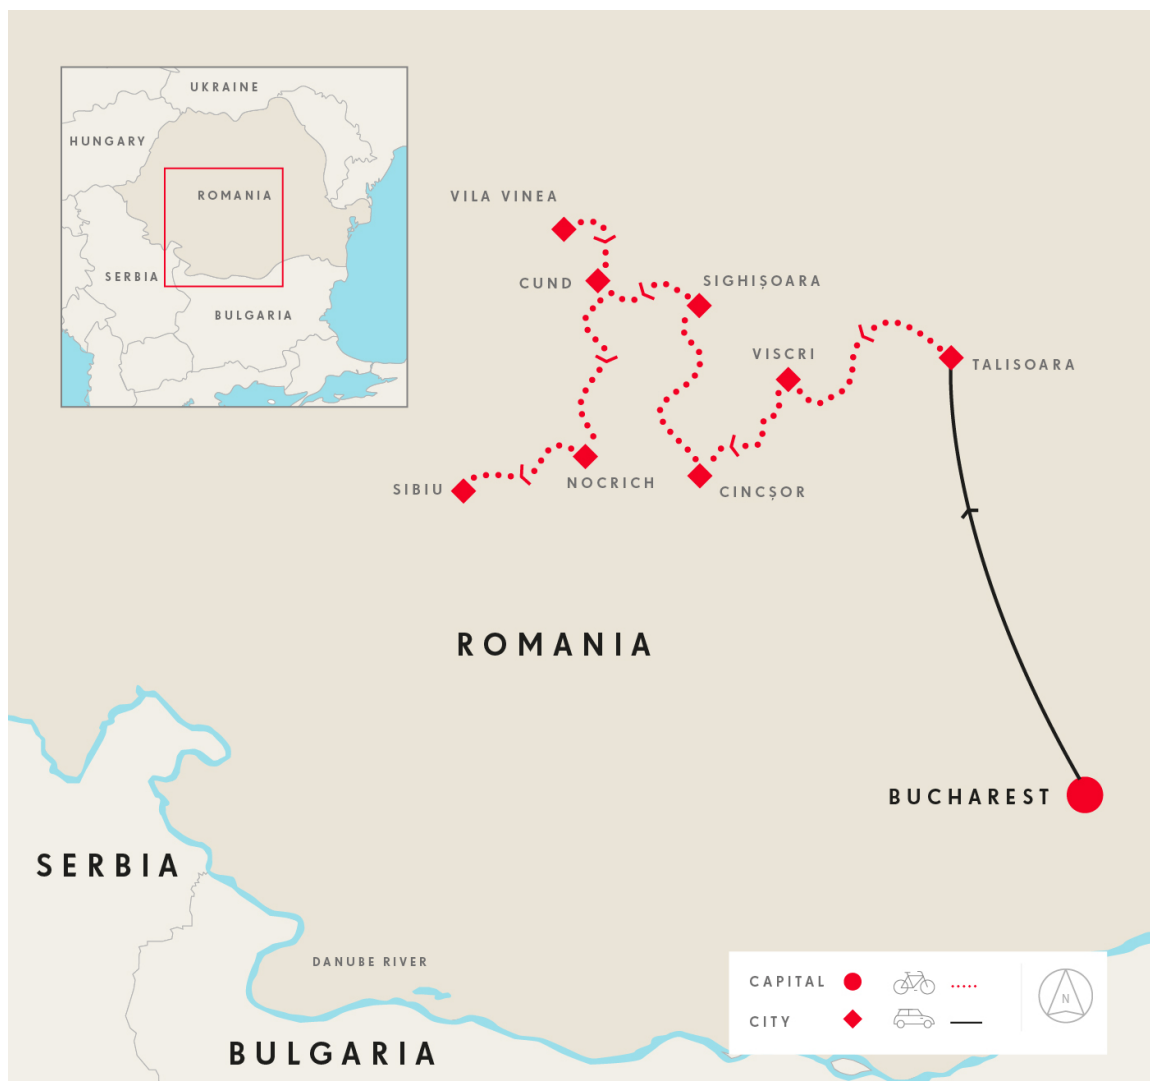 UKRAINE
HUNGARY
ROMANIA
SERBIA
BULGARIA
VILA VINEA
CUND
SIGHIȘOARA
VISCRI
TALISOARA
SIBIU
NOCRICH
CINCȘOR
ROMANIA
BUCHAREST
SERBIA
DANUBE RIVER
BULGARIA
CAPITAL
CITY
N